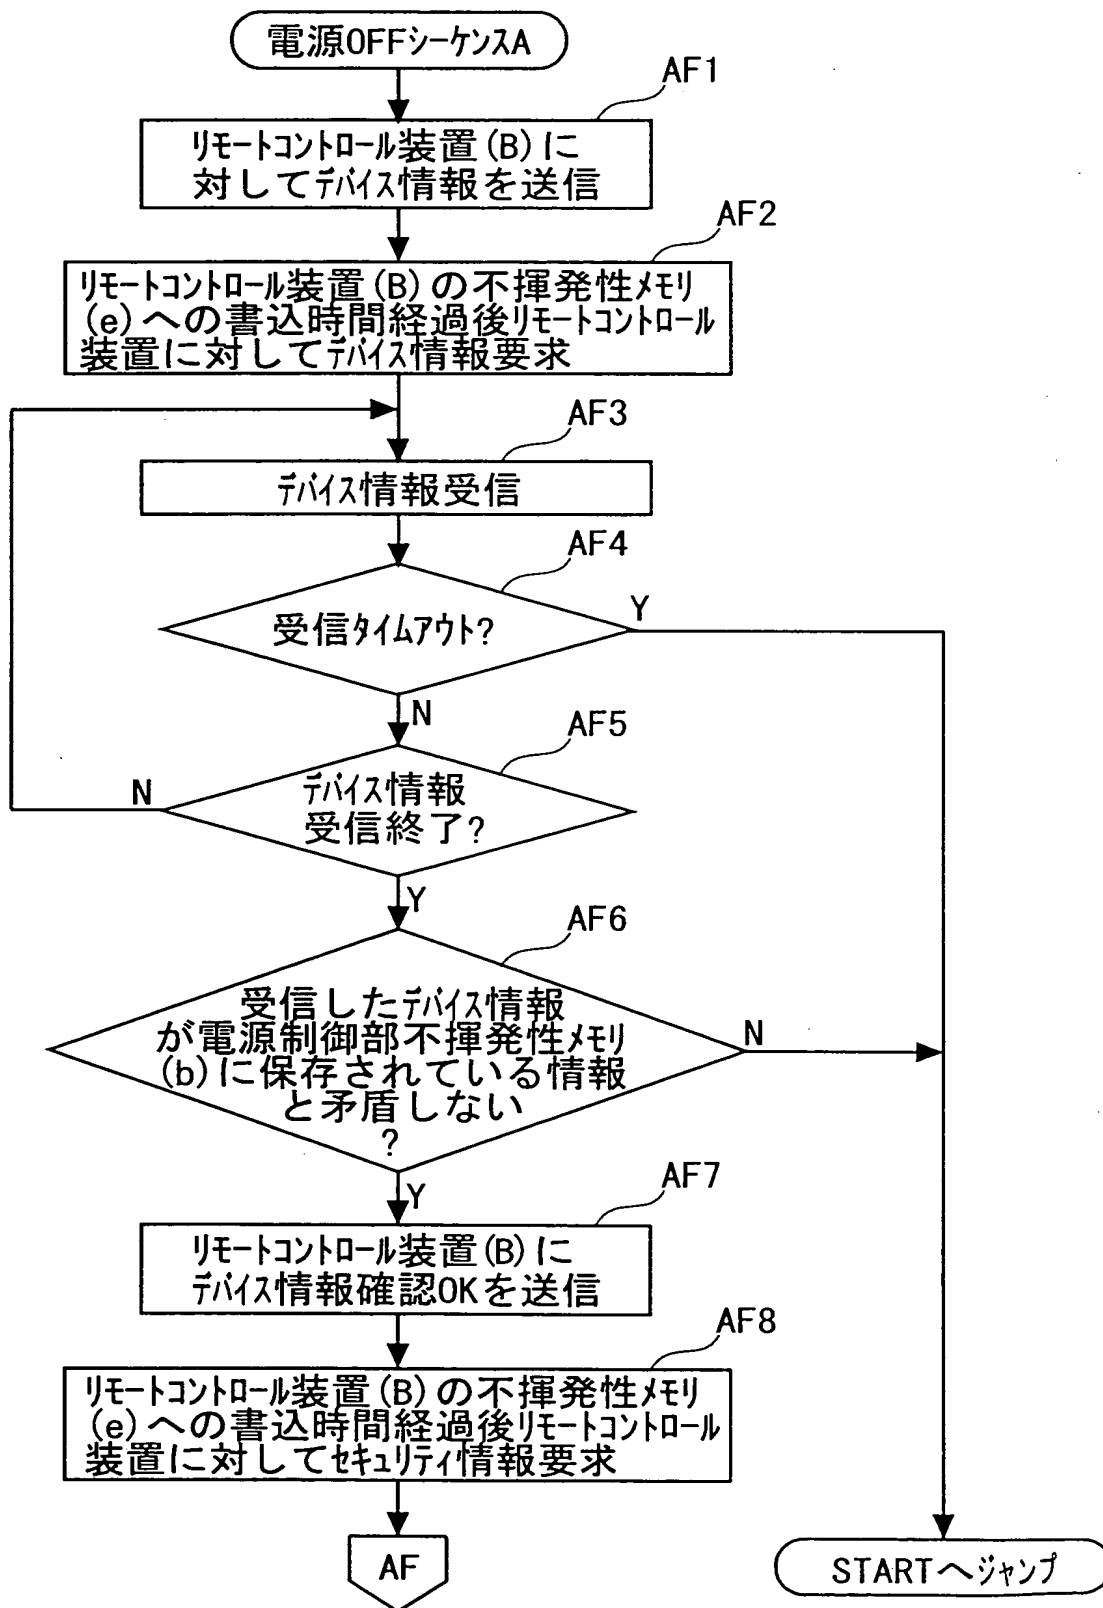 電源OFFシーケンスA
AF1
リモートコントロール装置(B)に
対してデバイス情報を送信
AF2
リモートコントロール装置(B)の不揮発性メモリ
(e)への書込時間経過後リモートコントロール
装置に対してデバイス情報要求
AF3
デバイス情報受信
AF4
受信タイムアウト?
Y
N
AF5
デバイス情報
受信終了?
N
Y
AF6
受信したデバイス情報
が電源制御部不揮発性メモリ
(b)に保存されている情報
と矛盾しない
?
N
Y
AF7
リモートコントロール装置(B)に
デバイス情報確認OKを送信
AF8
リモートコントロール装置(B)の不揮発性メモリ
(e)への書込時間経過後リモートコントロール
装置に対してセキュリティ情報要求
AF
STARTへジャンプ